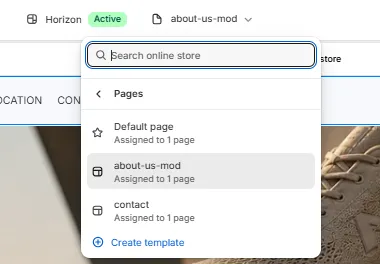 Horizon Active about-us-mod
Search online store
store
Pages
OCATION CON
Default page
Assigned to 1 page
about-us-mod
Assigned to 1 page
contact
Assigned to 1 page
Create template